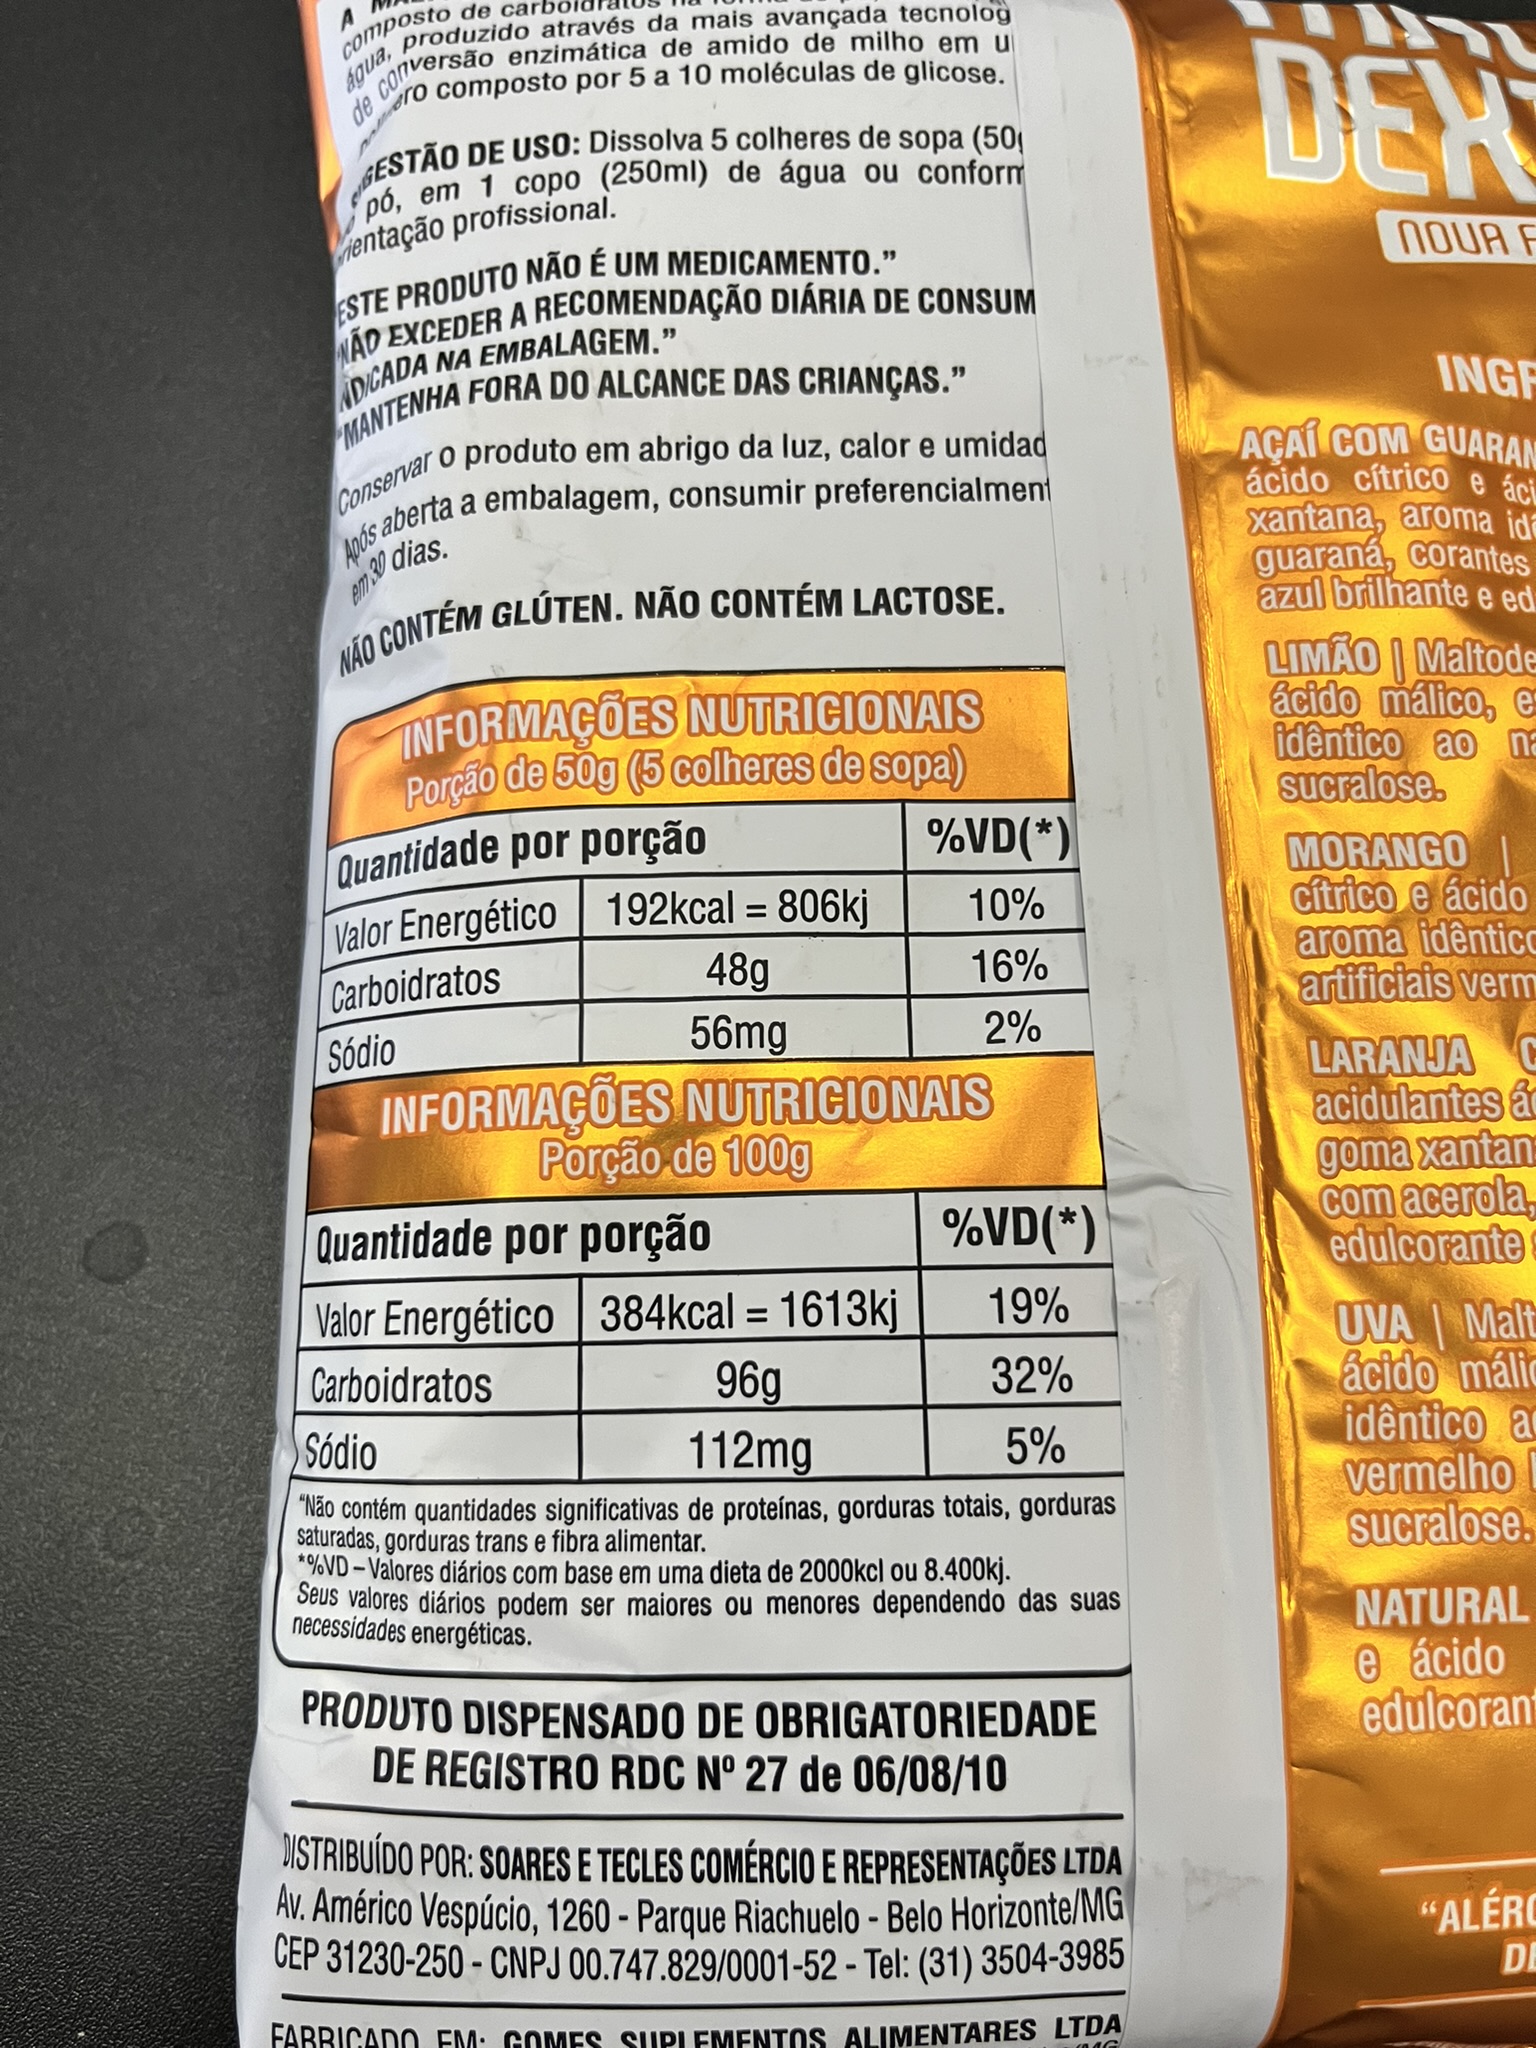 composto de carboidratos
água, produzido através da mais avançada tecnolog
de conversão enzimática de amido de milho em u
composto por 5 a 10 moléculas de glicose.
GESTÃO DE USO: Dissolva 5 colheres de sopa (50g
pó, em 1 copo (250ml) de água ou conform
rientação profissional.
ESTE PRODUTO NÃO É UM MEDICAMENTO.”
“NÃO EXCEDER A RECOMENDAÇÃO DIÁRIA DE CONSUM
NDICADA NA EMBALAGEM.”
“MANTENHA FORA DO ALCANCE DAS CRIANÇAS.”
Conservar o produto em abrigo da luz, calor e umidad
Após aberta a embalagem, consumir preferencialment
em 30 dias.
NÃO CONTÉM GLÚTEN. NÃO CONTÉM LACTOSE.
INFORMAÇÕES NUTRICIONAIS
Porção de 50g (5 colheres de sopa)
Quantidade por porção %VD(*)
Valor Energético 192kcal = 806kj 10%
Carboidratos 48g 16%
Sódio 56mg 2%
INFORMAÇÕES NUTRICIONAIS
Porção de 100g
Quantidade por porção %VD(*)
Valor Energético 384kcal = 1613kj 19%
Carboidratos 96g 32%
Sódio 112mg 5%
“Não contém quantidades significativas de proteínas, gorduras totais, gorduras
saturadas, gorduras trans e fibra alimentar.
*%VD – Valores diários com base em uma dieta de 2000kcl ou 8.400kj.
Seus valores diários podem ser maiores ou menores dependendo das suas
necessidades energéticas.
PRODUTO DISPENSADO DE OBRIGATORIEDADE
DE REGISTRO RDC Nº 27 de 06/08/10
DISTRIBUÍDO POR: SOARES E TECLES COMÉRCIO E REPRESENTAÇÕES LTDA
Av. Américo Vespúcio, 1260 - Parque Riachuelo - Belo Horizonte/MG
CEP 31230-250 - CNPJ 00.747.829/0001-52 - Tel: (31) 3504-3985
FABRICADO EM: GOMES SUPLEMENTOS ALIMENTARES LTDA
DEXT
NOVA F
INGR
AÇAÍ COM GUARAN
ácido cítrico e áci
xantana, aroma idê
guaraná, corantes
azul brilhante e ed
LIMÃO | Maltode
ácido málico, e
idêntico ao na
sucralose.
MORANGO |
cítrico e ácido
aroma idêntico
artificiais verm
LARANJA C
acidulantes á
goma xantan
com acerola,
edulcorante
UVA | Malt
ácido málic
idêntico a
vermelho
sucralose.
NATURAL
e ácido
edulcoran
“ALÉRG
DE